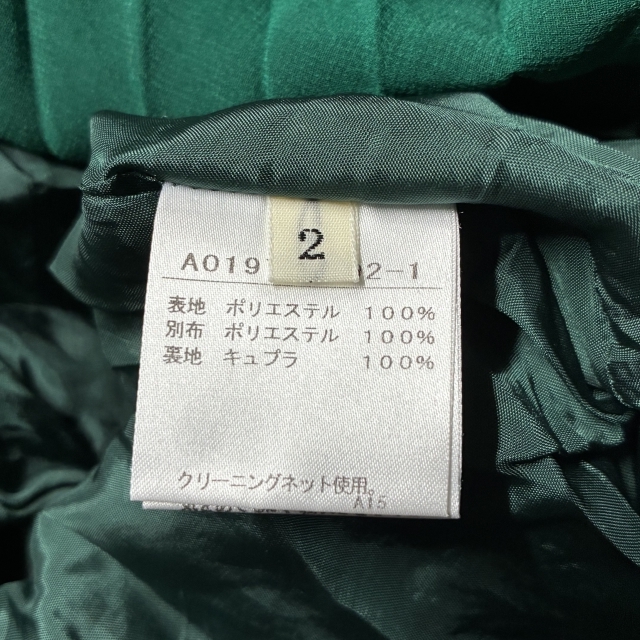 2
A019 2-1
表地 ポリエステル 100%
別布 ポリエステル 100%
裏地 キュプラ 100%
クリーニングネット使用。
A15